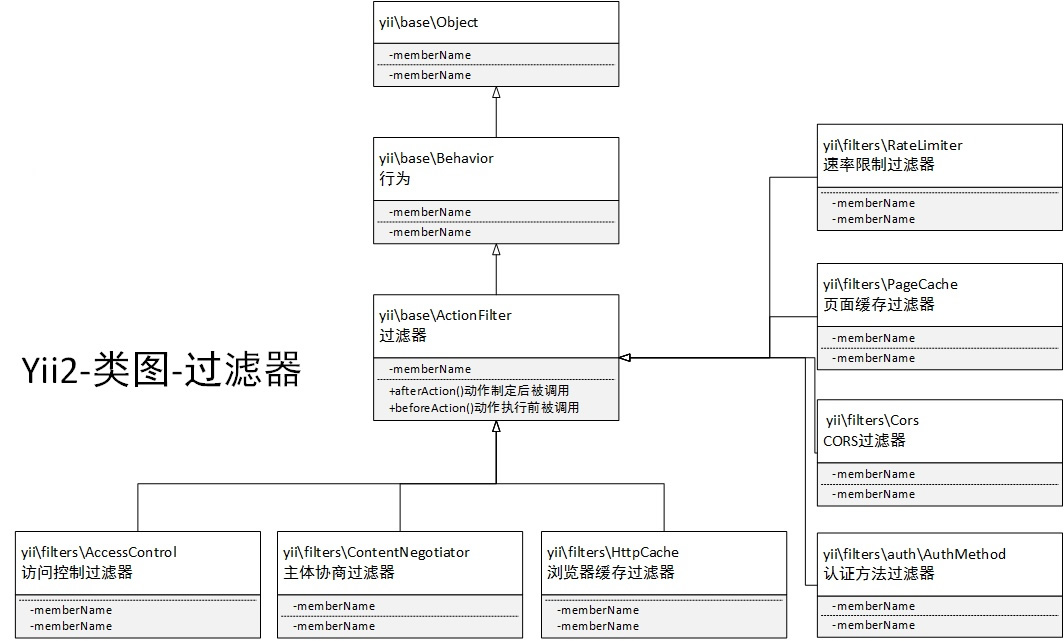 yii\base\Object
-memberName
-memberName
yii\base\Behavior
行为
-memberName
-memberName
yii\base\ActionFilter
过滤器
-memberName
+afterAction()动作制定后被调用
+beforeAction()动作执行前被调用
Yii2-类图-过滤器
yii\filters\RateLimiter
速率限制过滤器
-memberName
-memberName
yii\filters\PageCache
页面缓存过滤器
-memberName
-memberName
yii\filters\Cors
CORS过滤器
-memberName
-memberName
yii\filters\auth\AuthMethod
认证方法过滤器
-memberName
-memberName
yii\filters\AccessControl
访问控制过滤器
-memberName
-memberName
yii\filters\ContentNegotiator
主体协商过滤器
-memberName
-memberName
yii\filters\HttpCache
浏览器缓存过滤器
-memberName
-memberName